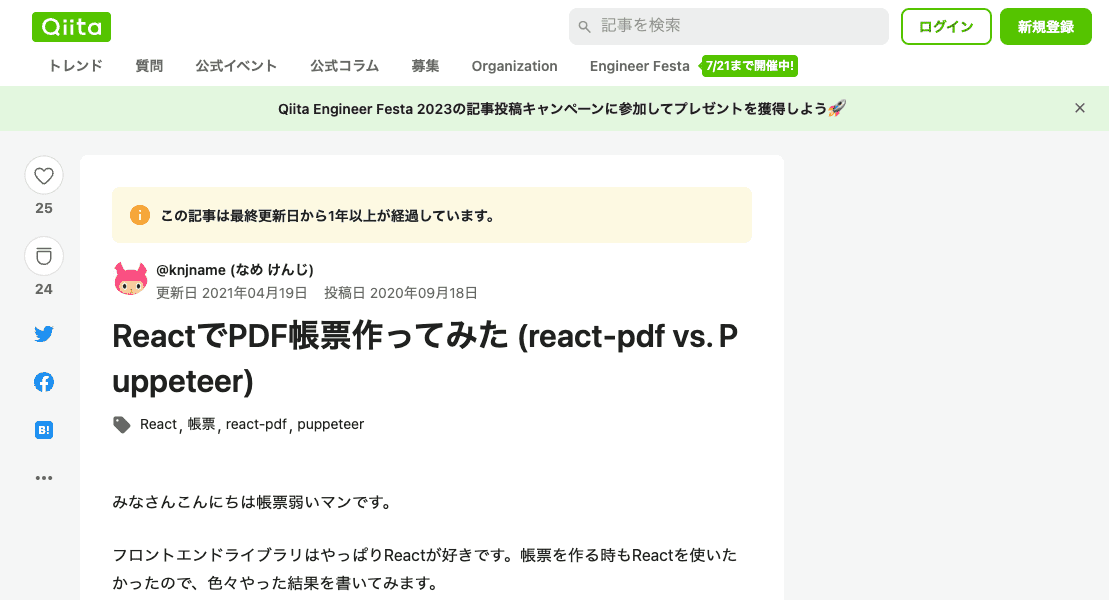 Qiita
記事を検索
ログイン
新規登録
トレンド 質問 公式イベント 公式コラム 募集 Organization Engineer Festa 7/21まで開催中!
Qiita Engineer Festa 2023の記事投稿キャンペーンに参加してプレゼントを獲得しよう🚀
25
24
B!
この記事は最終更新日から1年以上が経過しています。
@knjname (なめ けんじ)
更新日 2021年04月19日 投稿日 2020年09月18日
ReactでPDF帳票作ってみた (react-pdf vs. P
uppeteer)
React, 帳票, react-pdf, puppeteer
みなさんこんにちは帳票弱いマンです。
フロントエンドライブラリはやっぱりReactが好きです。帳票を作る時もReactを使いた
かったので、色々やった結果を書いてみます。